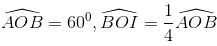 $\widehat{AOB} = 60^{0}, \widehat{BOI} = \frac{1}{4}\widehat{AOB}$